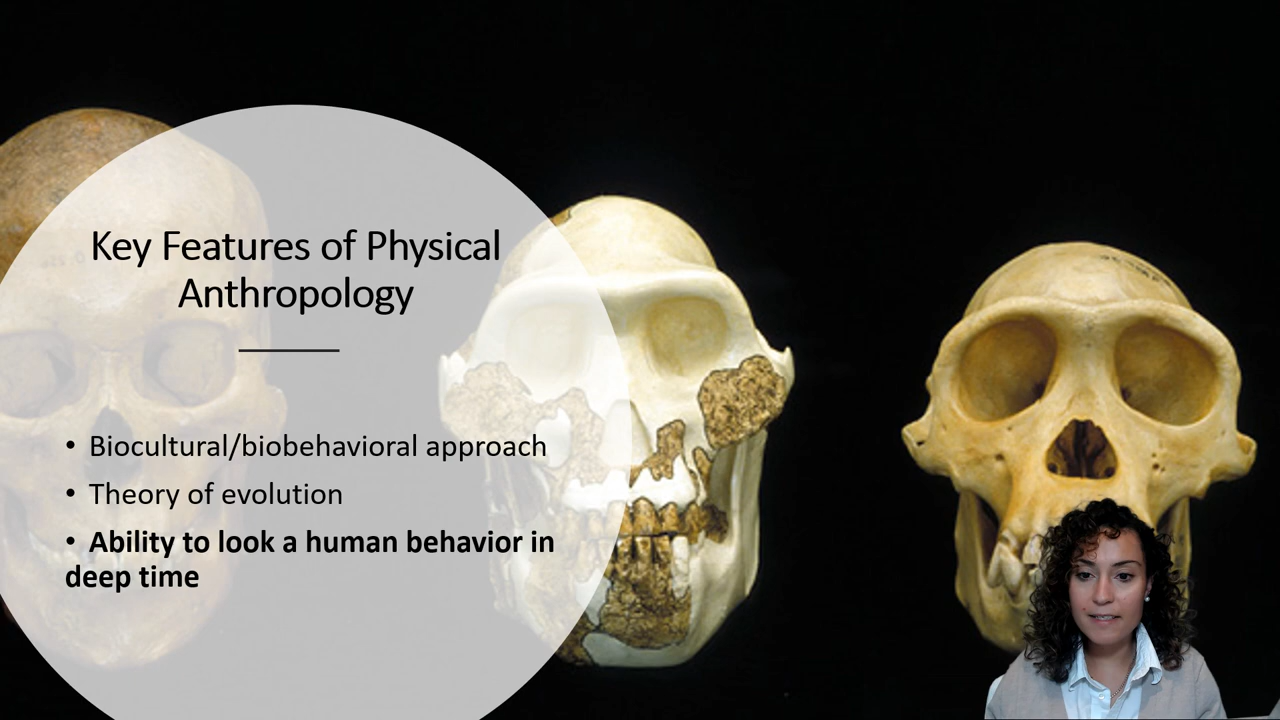 Key Features of Physical
Anthropology
• Biocultural/biobehavioral approach
• Theory of evolution
• Ability to look a human behavior in
deep time